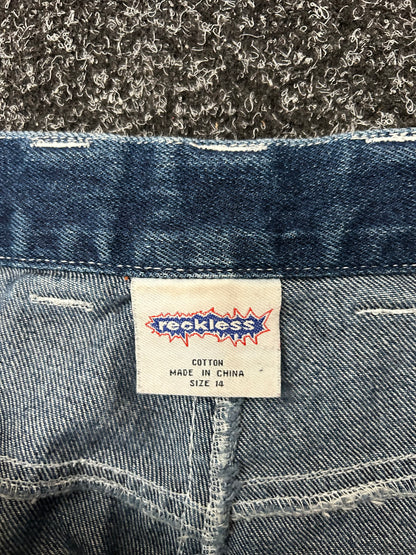 reckless
COTTON
MADE IN CHINA
SIZE 14